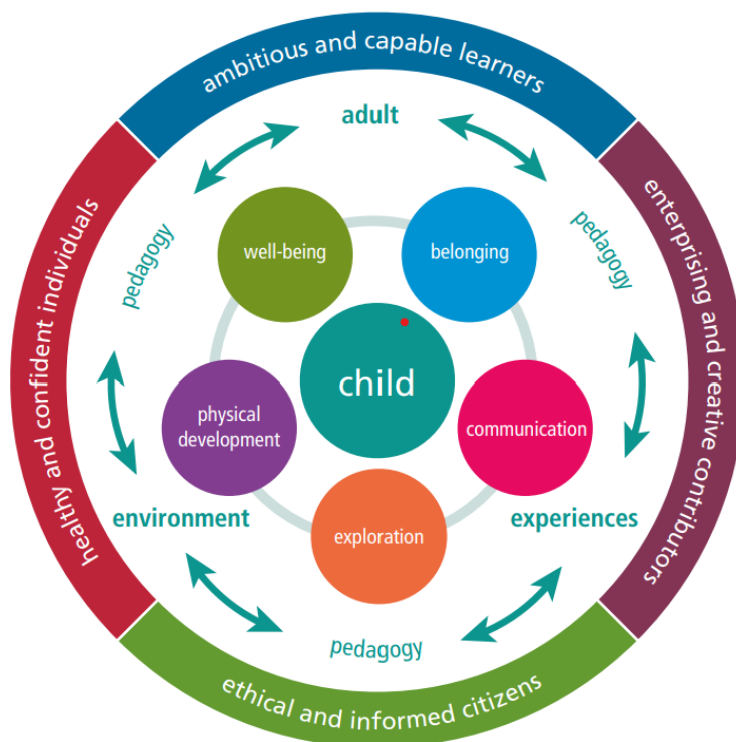 ambitious and capable learners
adult
pedagogy
pedagogy
well-being
belonging
healthy and confident individuals
enterprising and creative contributors
child
physical
development
communication
environment
experiences
exploration
pedagogy
ethical and informed citizens